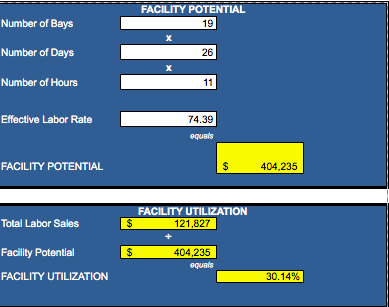 FACILITY POTENTIAL
Number of Bays 19
x
Number of Days 26
x
Number of Hours 11
Effective Labor Rate 74.39
equals
FACILITY POTENTIAL $ 404,235
FACILITY UTILIZATION
Total Labor Sales $ 121,827
÷
Facility Potential $ 404,235
equals
FACILITY UTILIZATION 30.14%